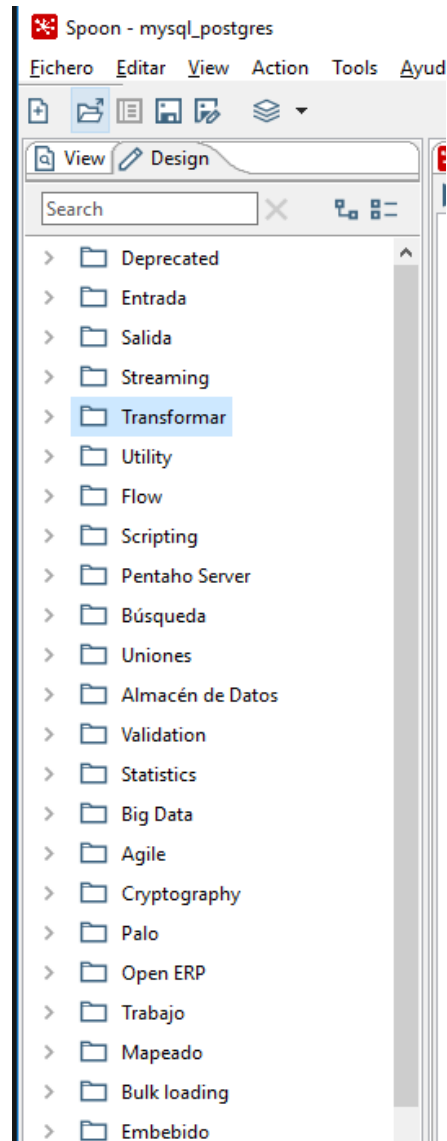 Spoon - mysql_postgres
Fichero Editar View Action Tools Ayud
View Design
Search
Deprecated
Entrada
Salida
Streaming
Transformar
Utility
Flow
Scripting
Pentaho Server
Búsqueda
Uniones
Almacén de Datos
Validation
Statistics
Big Data
Agile
Cryptography
Palo
Open ERP
Trabajo
Mapeado
Bulk loading
Embebido